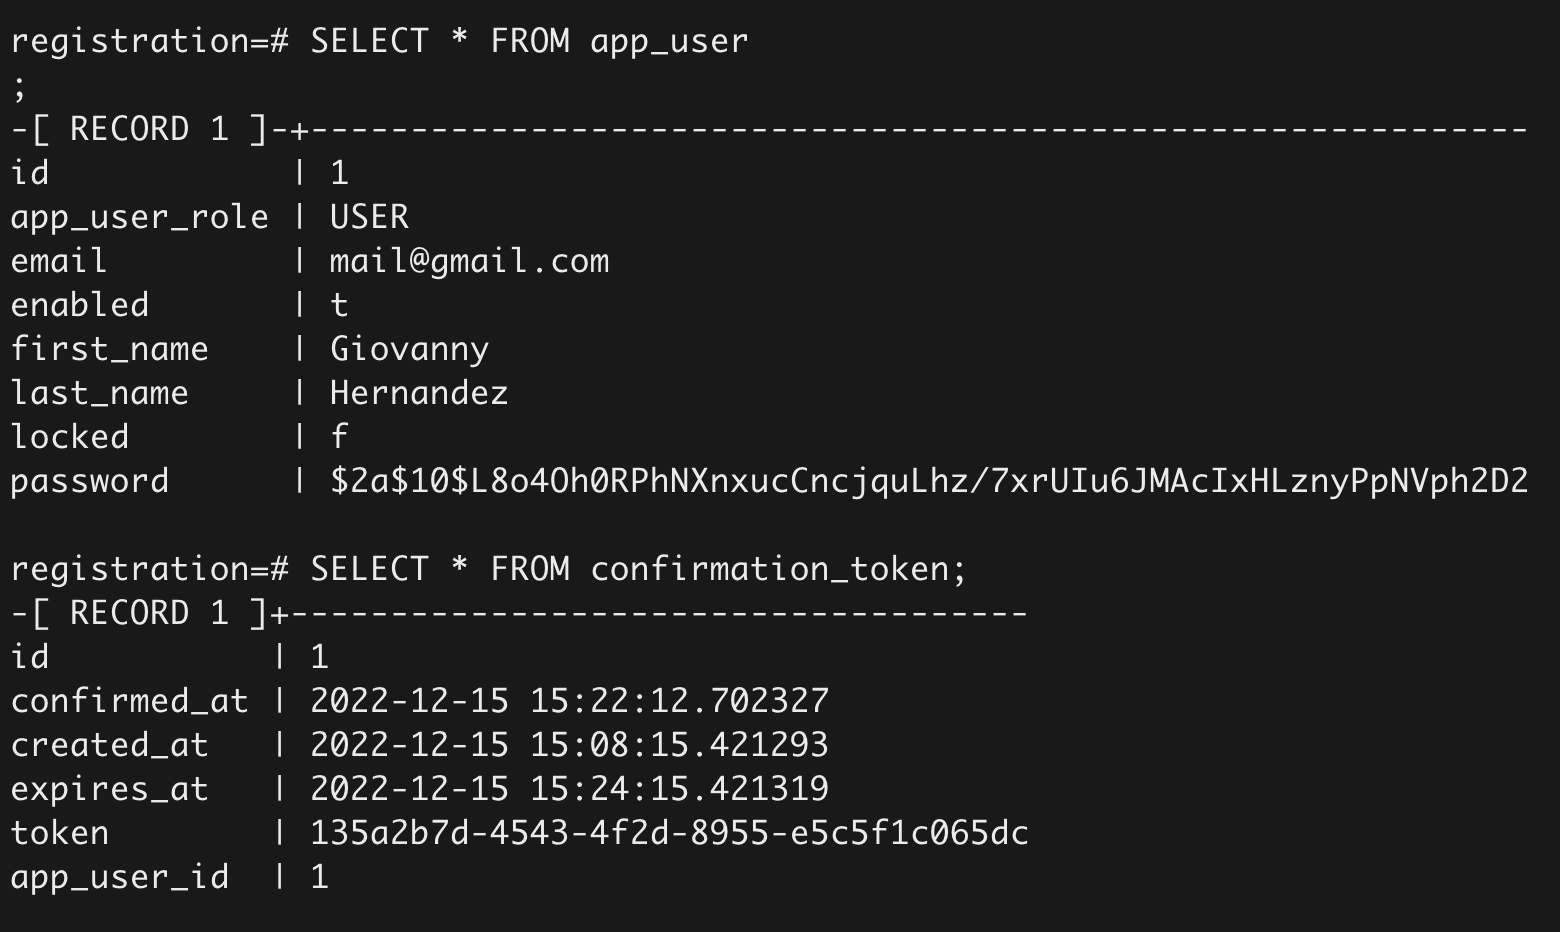 registration=# SELECT * FROM app_user
;
-[ RECORD 1 ]-+-------------------------------------------------------------
id            | 1
app_user_role | USER
email         | mail@gmail.com
enabled       | t
first_name    | Giovanny
last_name     | Hernandez
locked        | f
password      | $2a$10$L8o4Oh0RPhNXnxucCncjquLhz/7xrUIu6JMAcIxHLznyPpNVph2D2
registration=# SELECT * FROM confirmation_token;
-[ RECORD 1 ]+-------------------------------------
id           | 1
confirmed_at | 2022-12-15 15:22:12.702327
created_at   | 2022-12-15 15:08:15.421293
expires_at   | 2022-12-15 15:24:15.421319
token        | 135a2b7d-4543-4f2d-8955-e5c5f1c065dc
app_user_id  | 1